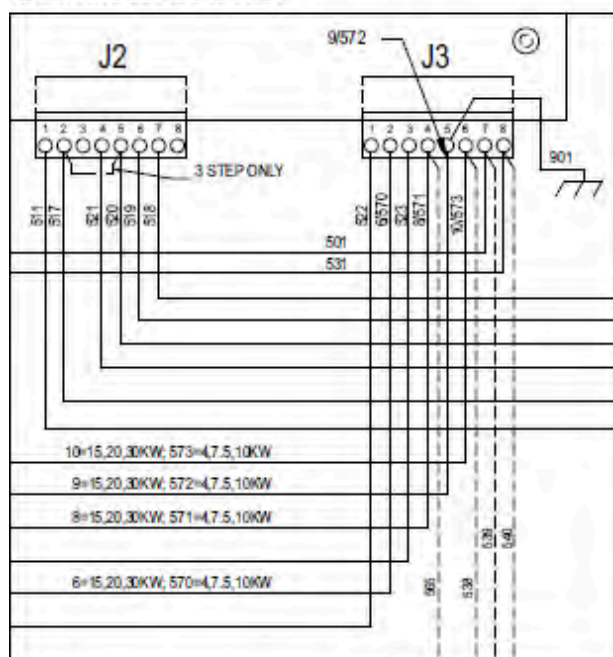 9/572
J2
J3
1 2 3 4 5 6 7 8
1 2 3 4 5 6 7 8
901
3 STEP ONLY
511
517
521
520
519
518
522
6/570
523
8/571
10/573
501
531
10=15,20,30KW; 573=4,7.5,10KW
9=15,20,30KW; 572=4,7.5,10KW
8=15,20,30KW; 571=4,7.5,10KW
6=15,20,30KW; 570=4,7.5,10KW
565
538
539
540